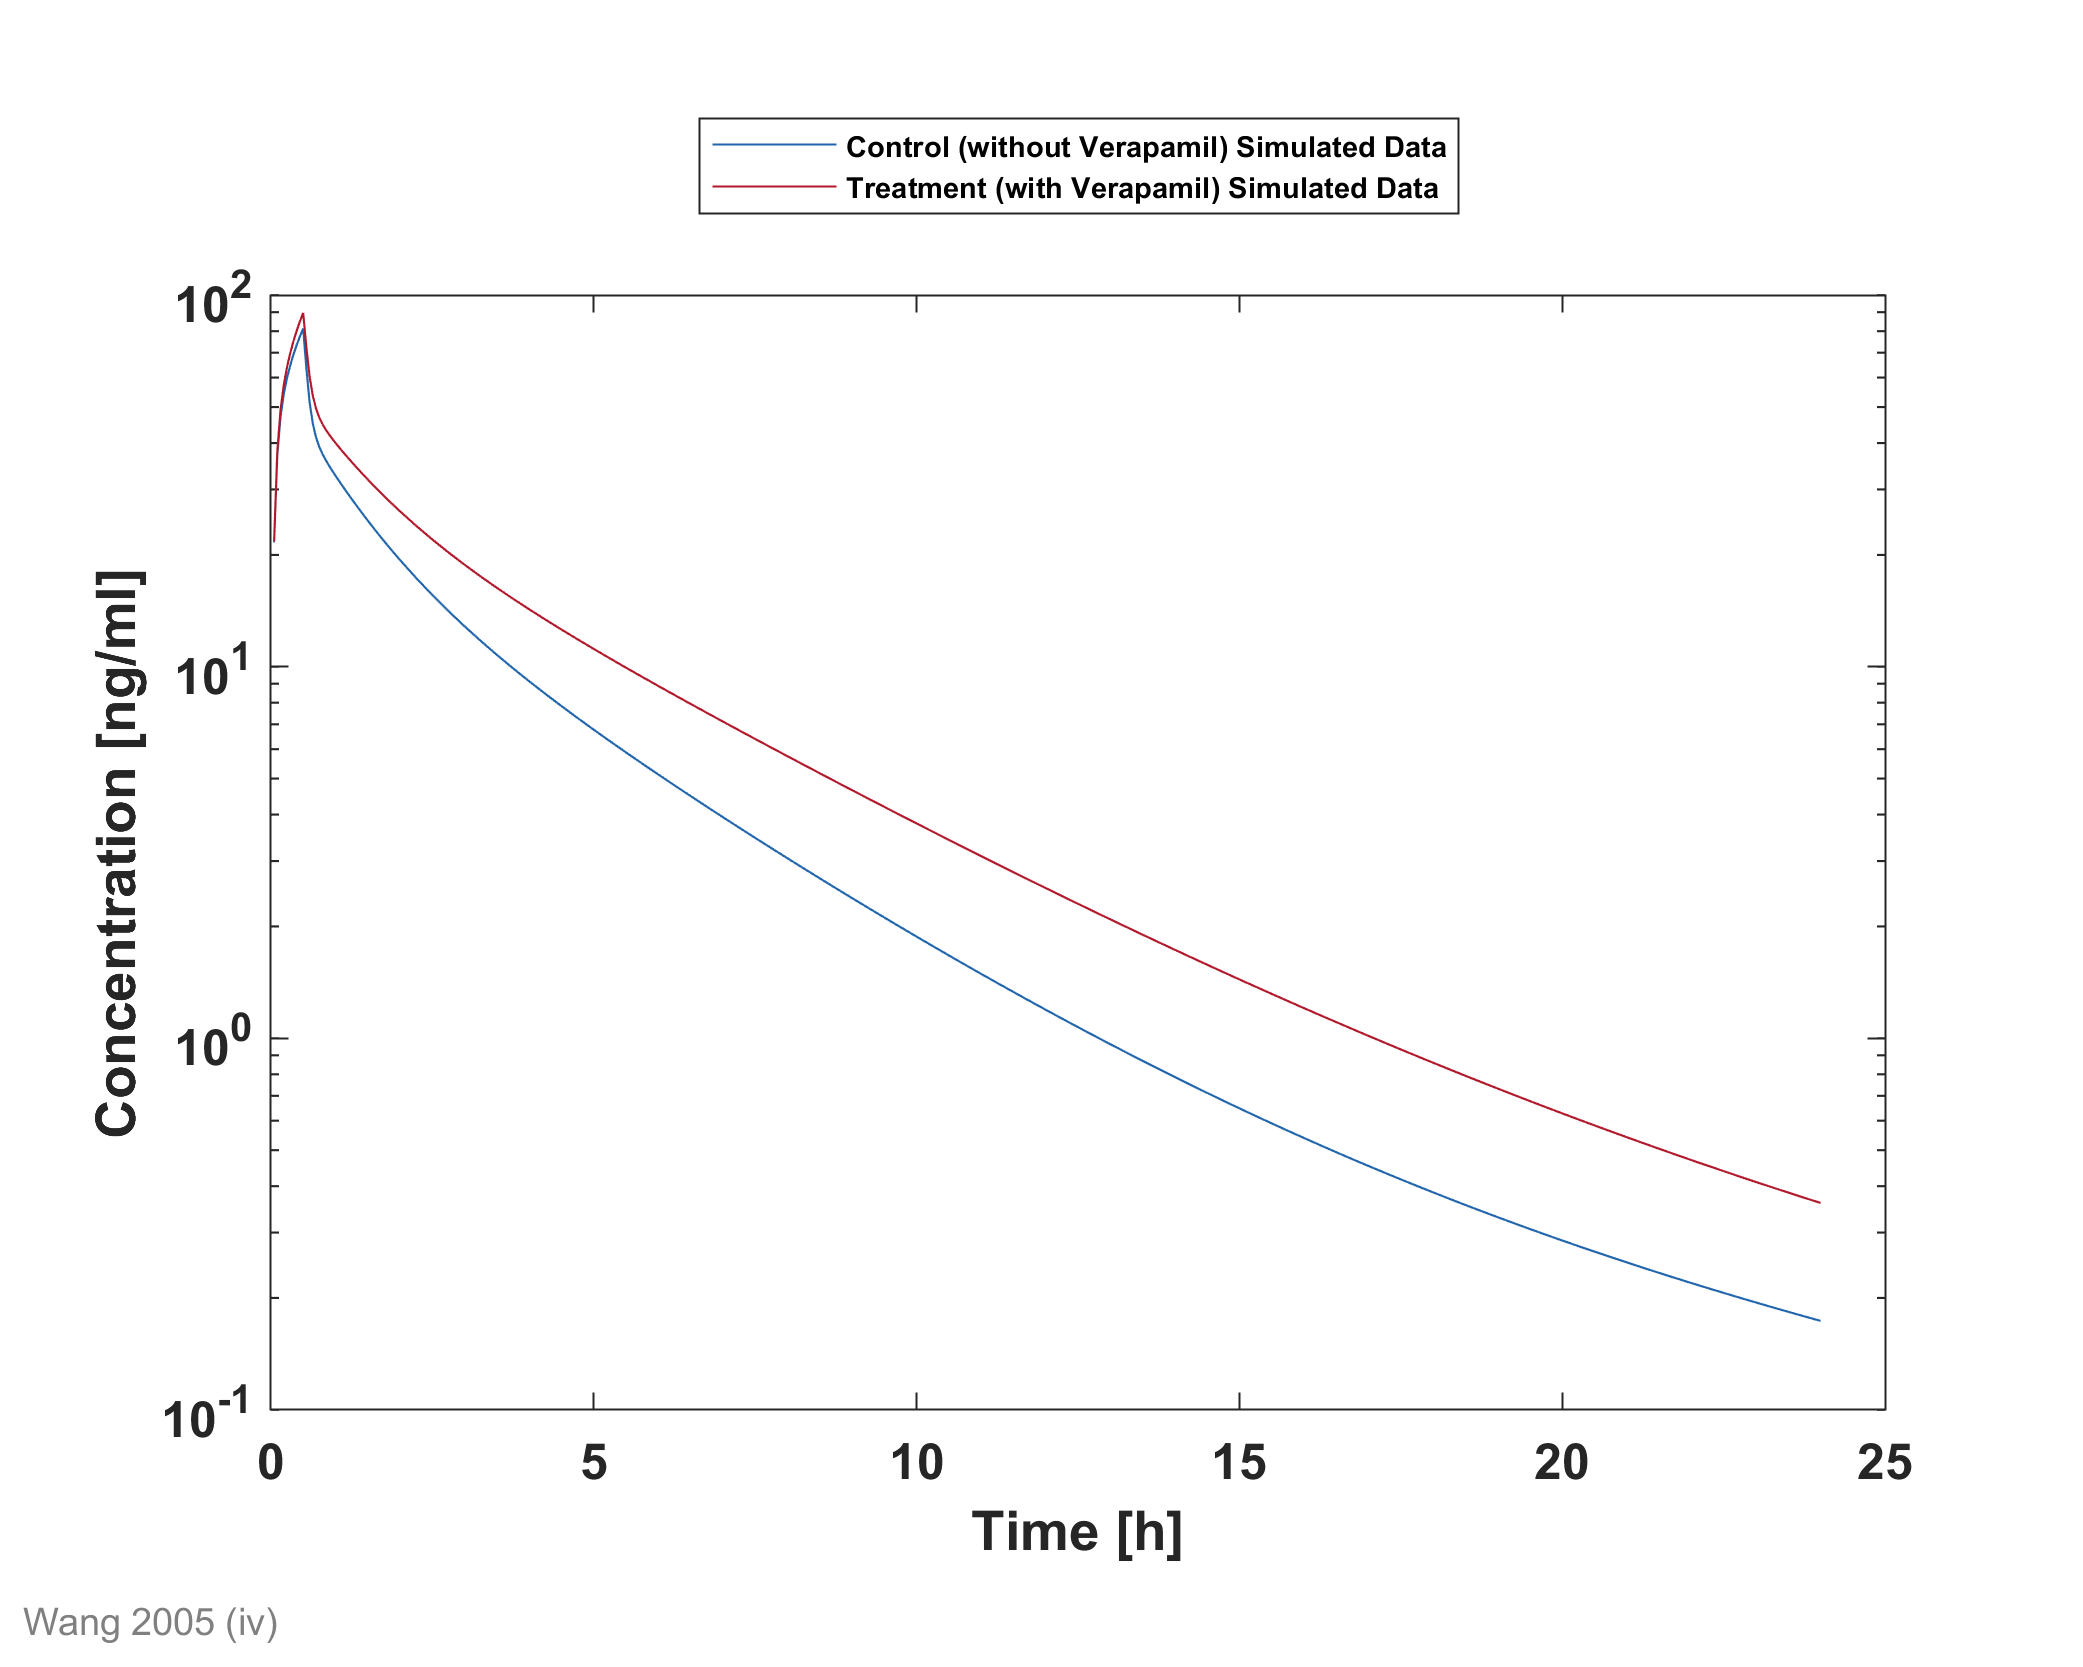 Control (without Verapamil) Simulated Data
Treatment (with Verapamil) Simulated Data
10^2
10^1
10^0
10^-1
Concentration [ng/ml]
0 5 10 15 20 25
Time [h]
Wang 2005 (iv)